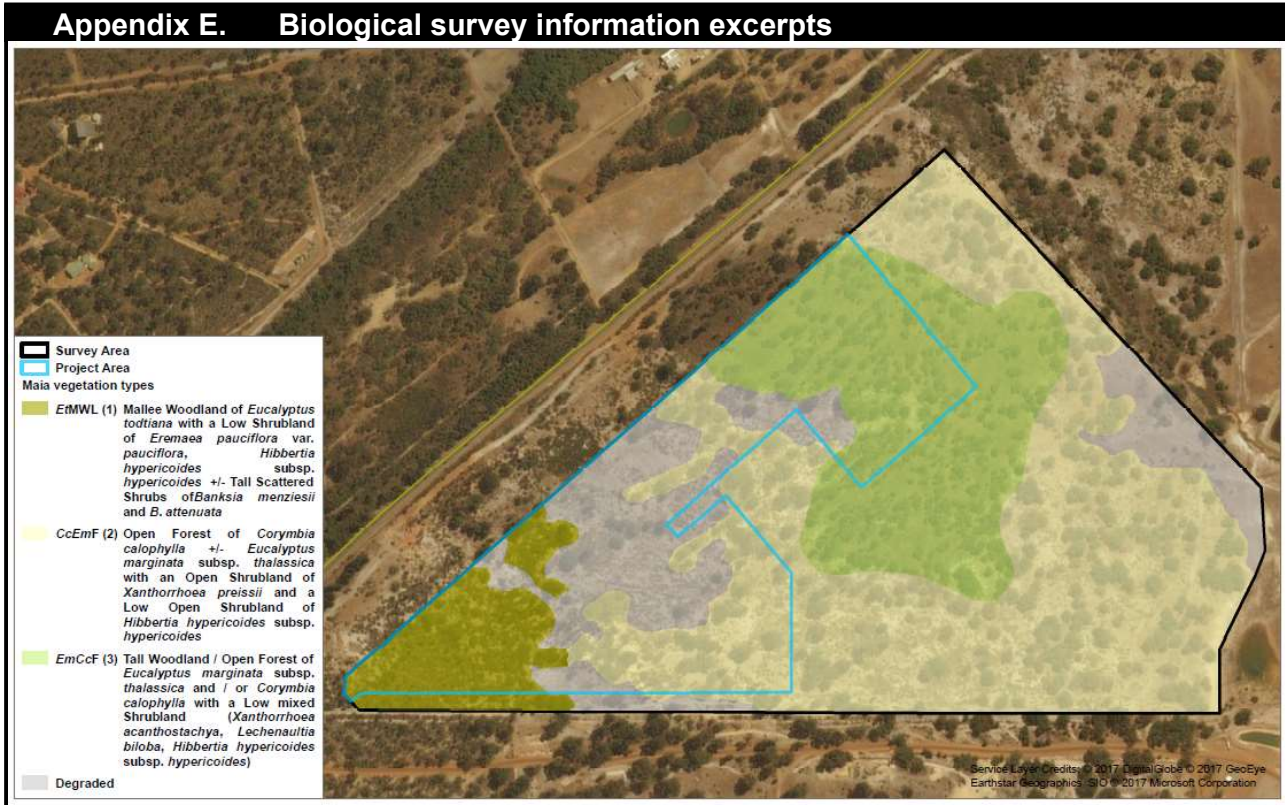 Appendix E. Biological survey information excerpts
Survey Area
Project Area
Maia vegetation types
EtMWL (1) Mallee Woodland of Eucalyptus
todtiana with a Low Shrubland
of Eremaea pauciflora var.
pauciflora, Hibbertia
hypericoides subsp.
hypericoides +/- Tall Scattered
Shrubs ofBanksia menziesii
and B. attenuata
CcEmF (2) Open Forest of Corymbia
calophylla +/- Eucalyptus
marginata subsp. thalassica
with an Open Shrubland of
Xanthorrhoea preissii and a
Low Open Shrubland of
Hibbertia hypericoides subsp.
hypericoides
EmCcF (3) Tall Woodland / Open Forest of
Eucalyptus marginata subsp.
thalassica and / or Corymbia
calophylla with a Low mixed
Shrubland (Xanthorrhoea
acanthostachya, Lechenaultia
biloba, Hibbertia hypericoides
subsp. hypericoides)
Degraded
Service Layer Credits: © 2017 DigitalGlobe © 2017 GeoEye
Earthstar Geographics SIO © 2017 Microsoft Corporation